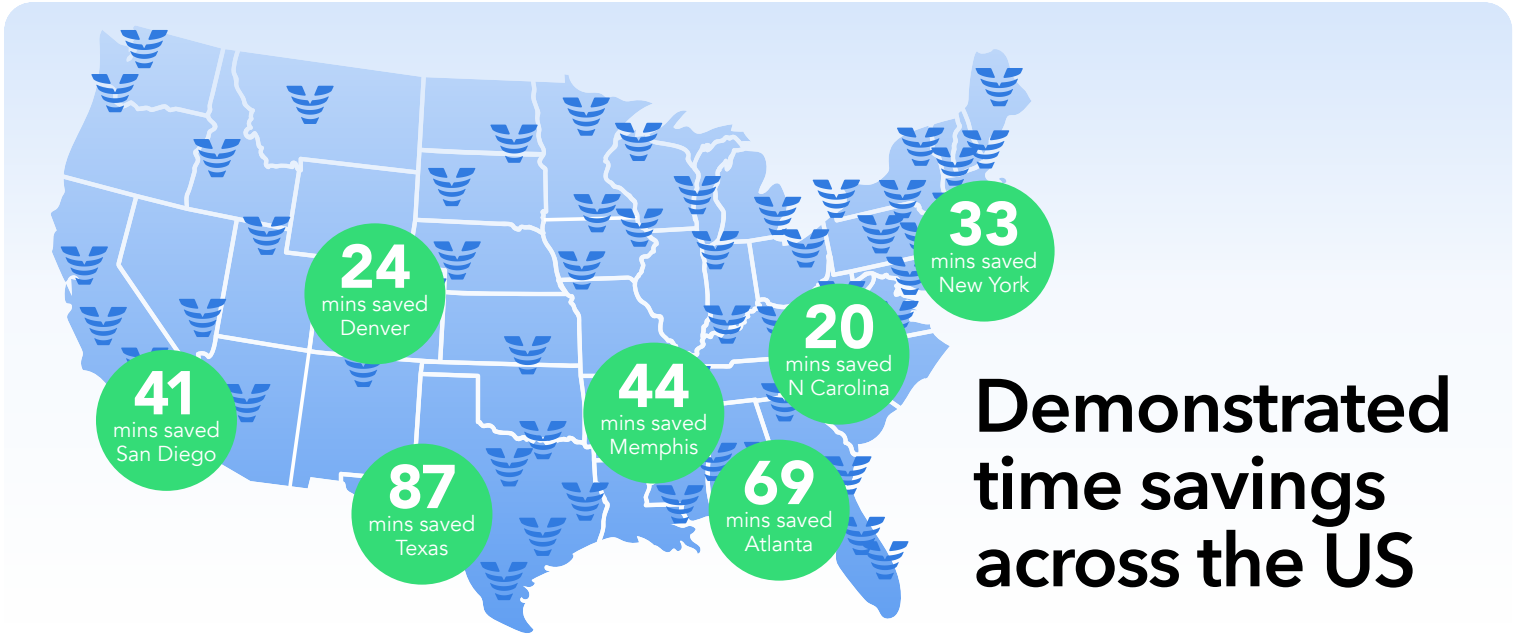 33
mins saved
New York
24
mins saved
Denver
20
mins saved
N Carolina
41
mins saved
San Diego
44
mins saved
Memphis
87
mins saved
Texas
69
mins saved
Atlanta
Demonstrated
time savings
across the US